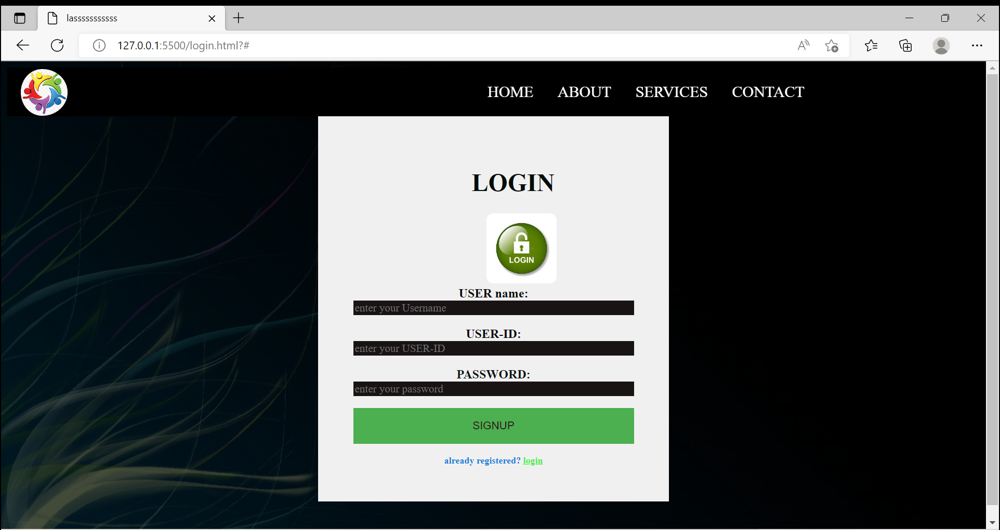 lasssssssssss
127.0.0.1:5500/login.html?#
HOME ABOUT SERVICES CONTACT
LOGIN
LOGIN
USER name:
enter your Username
USER-ID:
enter your USER-ID
PASSWORD:
enter your password
SIGNUP
already registered? login